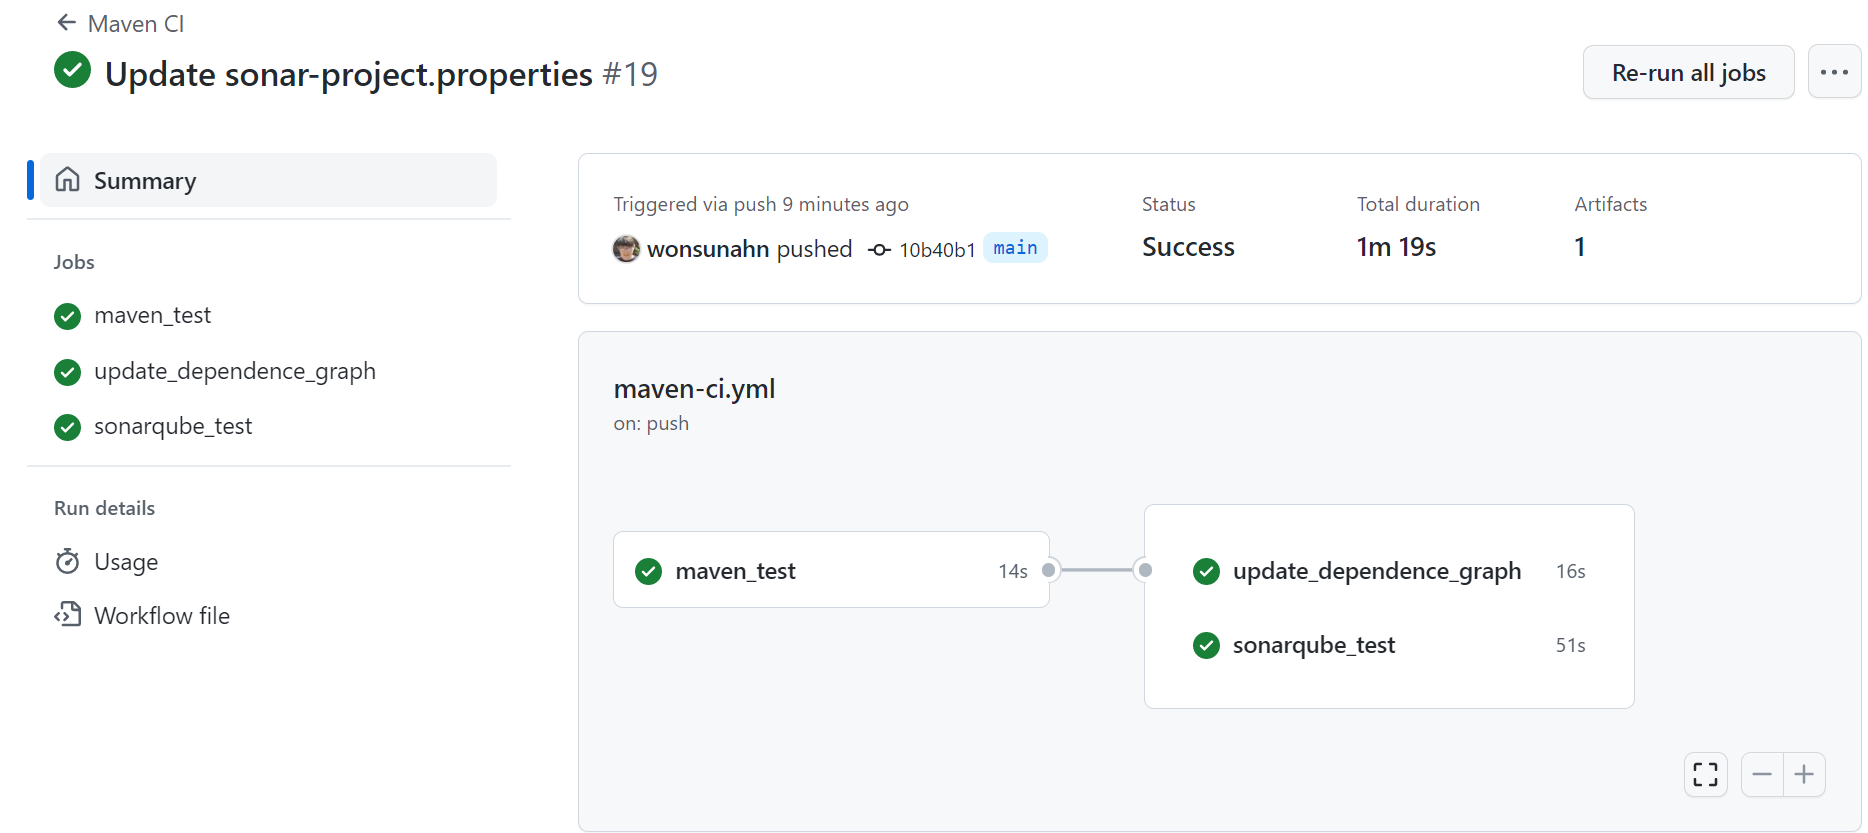 Maven CI
Update sonar-project.properties #19
Re-run all jobs
Summary
Jobs
maven_test
update_dependence_graph
sonarqube_test
Run details
Usage
Workflow file
Triggered via push 9 minutes ago
wonsunahn pushed 10b40b1 main
Status
Success
Total duration
1m 19s
Artifacts
1
maven-ci.yml
on: push
maven_test 14s
update_dependence_graph 16s
sonarqube_test 51s